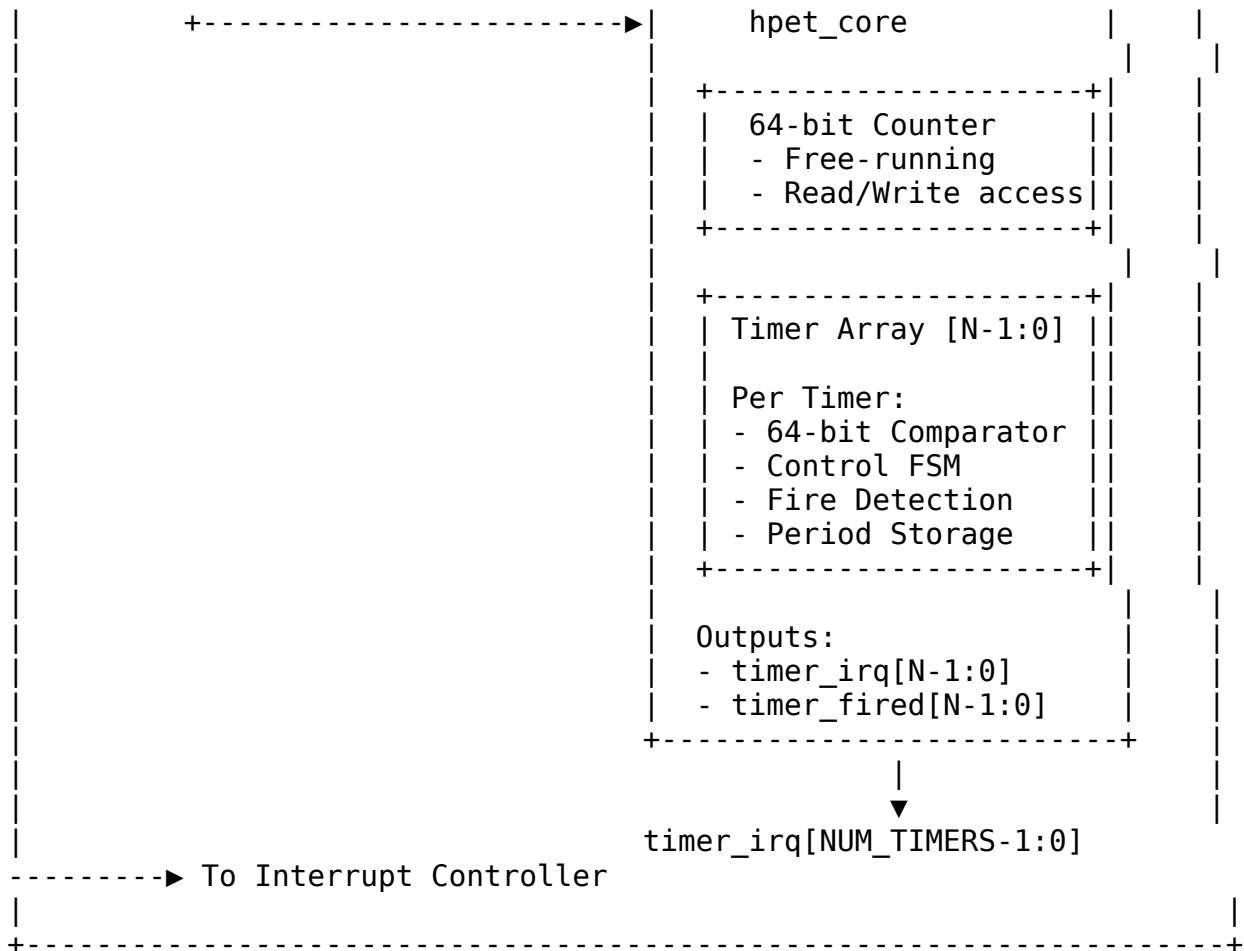 hpet_core
64-bit Counter
- Free-running
- Read/Write access
Timer Array [N-1:0]
Per Timer:
- 64-bit Comparator
- Control FSM
- Fire Detection
- Period Storage
Outputs:
- timer_irq[N-1:0]
- timer_fired[N-1:0]
timer_irq[NUM_TIMERS-1:0]
---------► To Interrupt Controller